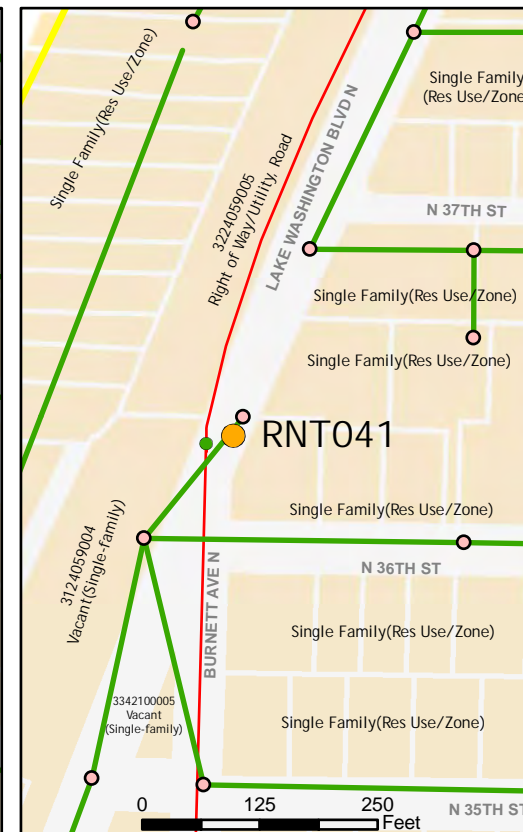 Single Family(Res Use/Zone)
Single Family
(Res Use/Zone
3224059005
Right of Way/Utility, Road
LAKE WASHINGTON BLVD N
N 37TH ST
Single Family(Res Use/Zone)
Single Family(Res Use/Zone)
RNT041
Single Family(Res Use/Zone)
3124059004
Vacant(Single-family)
N 36TH ST
BURNETT AVE N
Single Family(Res Use/Zone)
3342100005
Vacant
(Single-family)
Single Family(Res Use/Zone)
0 125 250
Feet
N 35TH ST